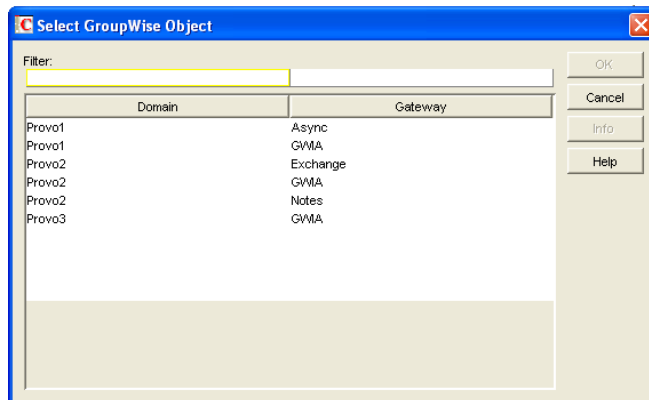 Select GroupWise Object
Filter:
OK
Domain Gateway
Cancel
Provo1 Async
Info
Provo1 GWIA
Provo2 Exchange
Help
Provo2 GWIA
Provo2 Notes
Provo3 GWIA